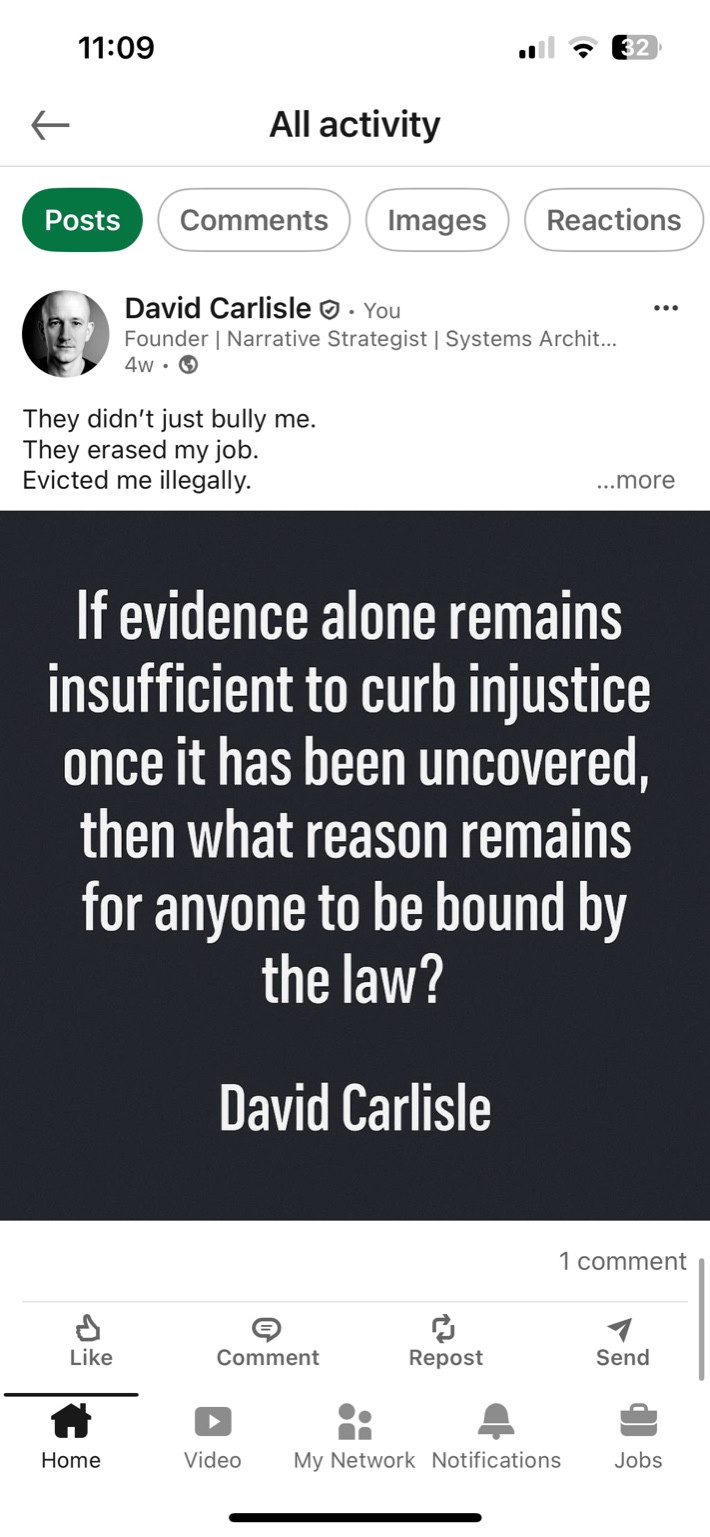 11:09
32
All activity
Posts
Comments
Images
Reactions
David Carlisle • You
Founder | Narrative Strategist | Systems Archit...
4w •
They didn’t just bully me.
They erased my job.
Evicted me illegally.
...more
If evidence alone remains
insufficient to curb injustice
once it has been uncovered,
then what reason remains
for anyone to be bound by
the law?
David Carlisle
1 comment
Like
Comment
Repost
Send
Home
Video
My Network
Notifications
Jobs